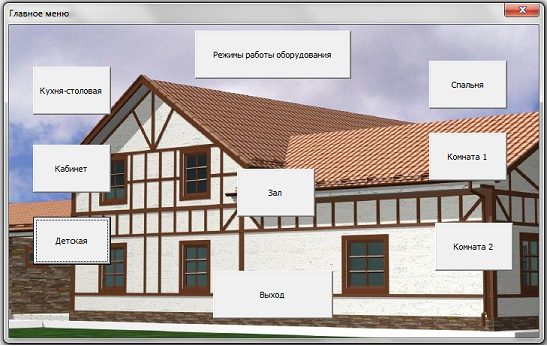 Главное меню
Режимы работы оборудования
Кухня-столовая
Спальня
Кабинет
Комната 1
Зал
Детская
Комната 2
Выход